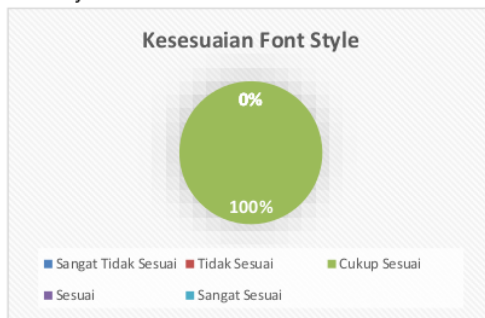 Kesesuaian Font Style
0%
100%
Sangat Tidak Sesuai Tidak Sesuai Cukup Sesuai
Sesuai Sangat Sesuai